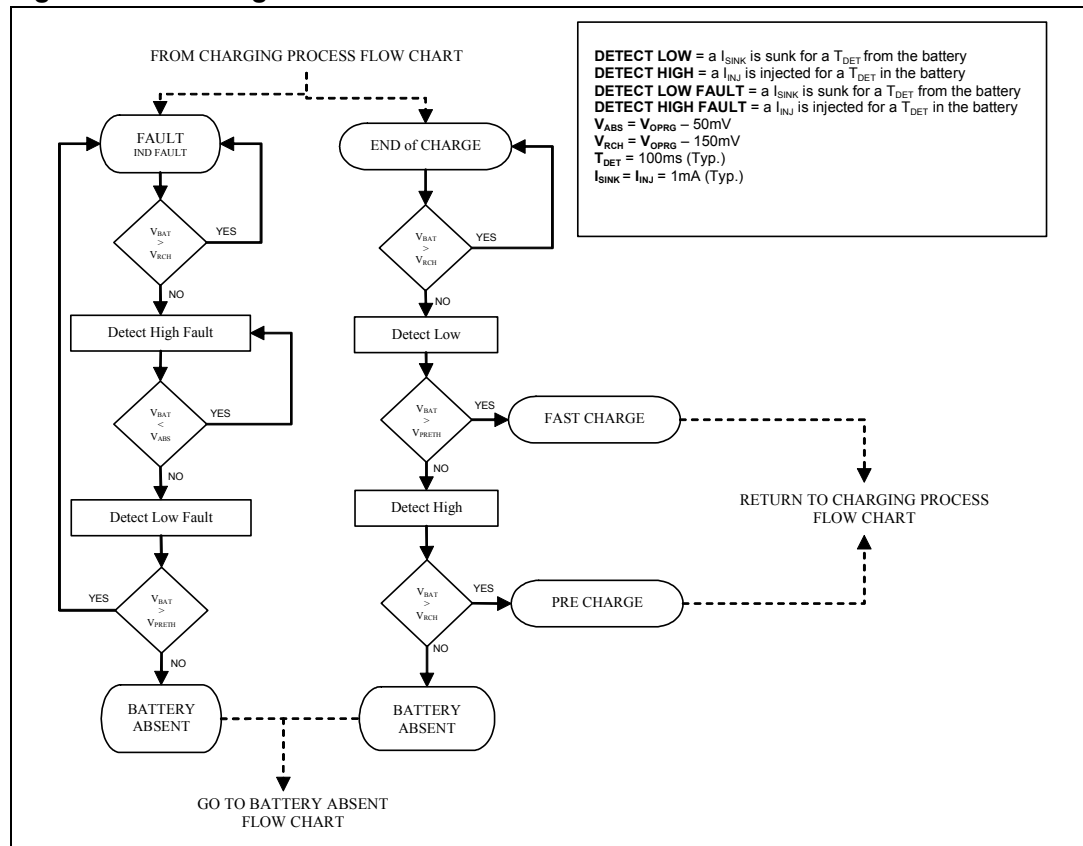 FROM CHARGING PROCESS FLOW CHART
DETECT LOW = a ISINK is sunk for a TDET from the battery
DETECT HIGH = a IINJ is injected for a TDET in the battery
DETECT LOW FAULT = a ISINK is sunk for a TDET from the battery
DETECT HIGH FAULT = a IINJ is injected for a TDET in the battery
VABS = VOPRG – 50mV
VRCH = VOPRG – 150mV
TDET = 100ms (Typ.)
ISINK = IINJ = 1mA (Typ.)
FAULT
IND FAULT
VBAT
>
VRCH
YES
NO
Detect High Fault
VBAT
<
VABS
YES
NO
Detect Low Fault
YES
VBAT
>
VPRETH
NO
BATTERY
ABSENT
END of CHARGE
VBAT
>
VRCH
YES
NO
Detect Low
VBAT
>
VPRETH
YES
FAST CHARGE
NO
Detect High
VBAT
>
VRCH
YES
PRE CHARGE
NO
BATTERY
ABSENT
RETURN TO CHARGING PROCESS
FLOW CHART
GO TO BATTERY ABSENT
FLOW CHART